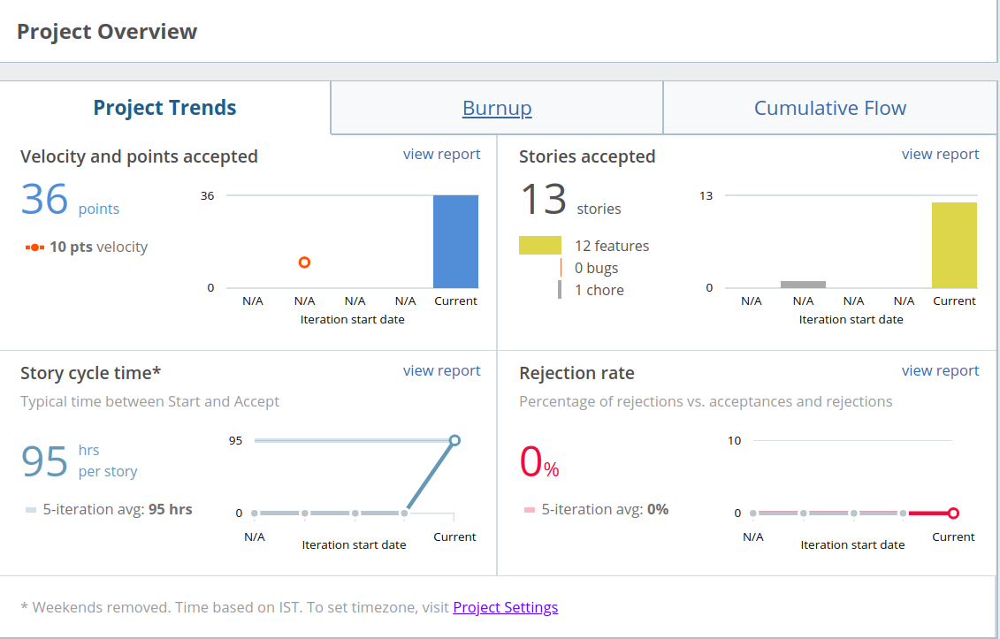 Project Overview
Project Trends
Burnup
Cumulative Flow
Velocity and points accepted
view report
36 points
10 pts velocity
36
0
N/A N/A N/A N/A Current
Iteration start date
Stories accepted
view report
13 stories
12 features
0 bugs
1 chore
13
0
N/A N/A N/A N/A Current
Iteration start date
Story cycle time*
view report
Typical time between Start and Accept
95 hrs
per story
5-iteration avg: 95 hrs
95
0
N/A Current
Iteration start date
Rejection rate
view report
Percentage of rejections vs. acceptances and rejections
0%
5-iteration avg: 0%
10
0
N/A Current
Iteration start date
* Weekends removed. Time based on IST. To set timezone, visit Project Settings